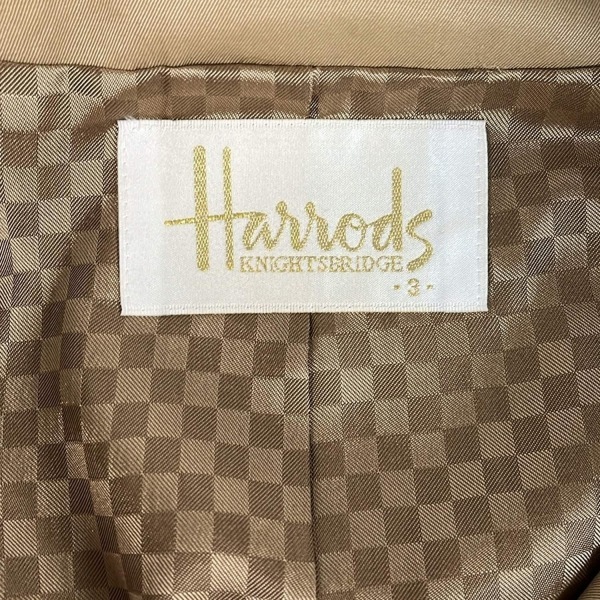 Harrods
KNIGHTSBRIDGE
- 3 -